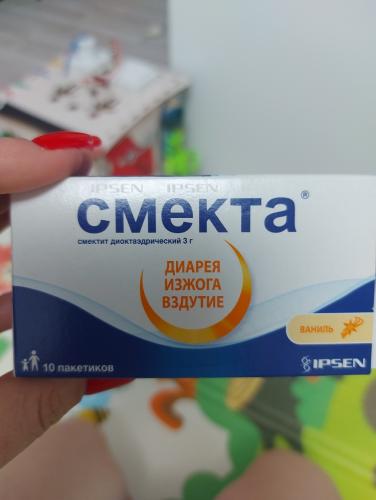 IPSEN IPSEN
смекта®
смектит диоктаэдрический 3 г
ДИАРЕЯ
ИЗЖОГА
ВЗДУТИЕ
ВАНИЛЬ
10 пакетиков
IPSEN